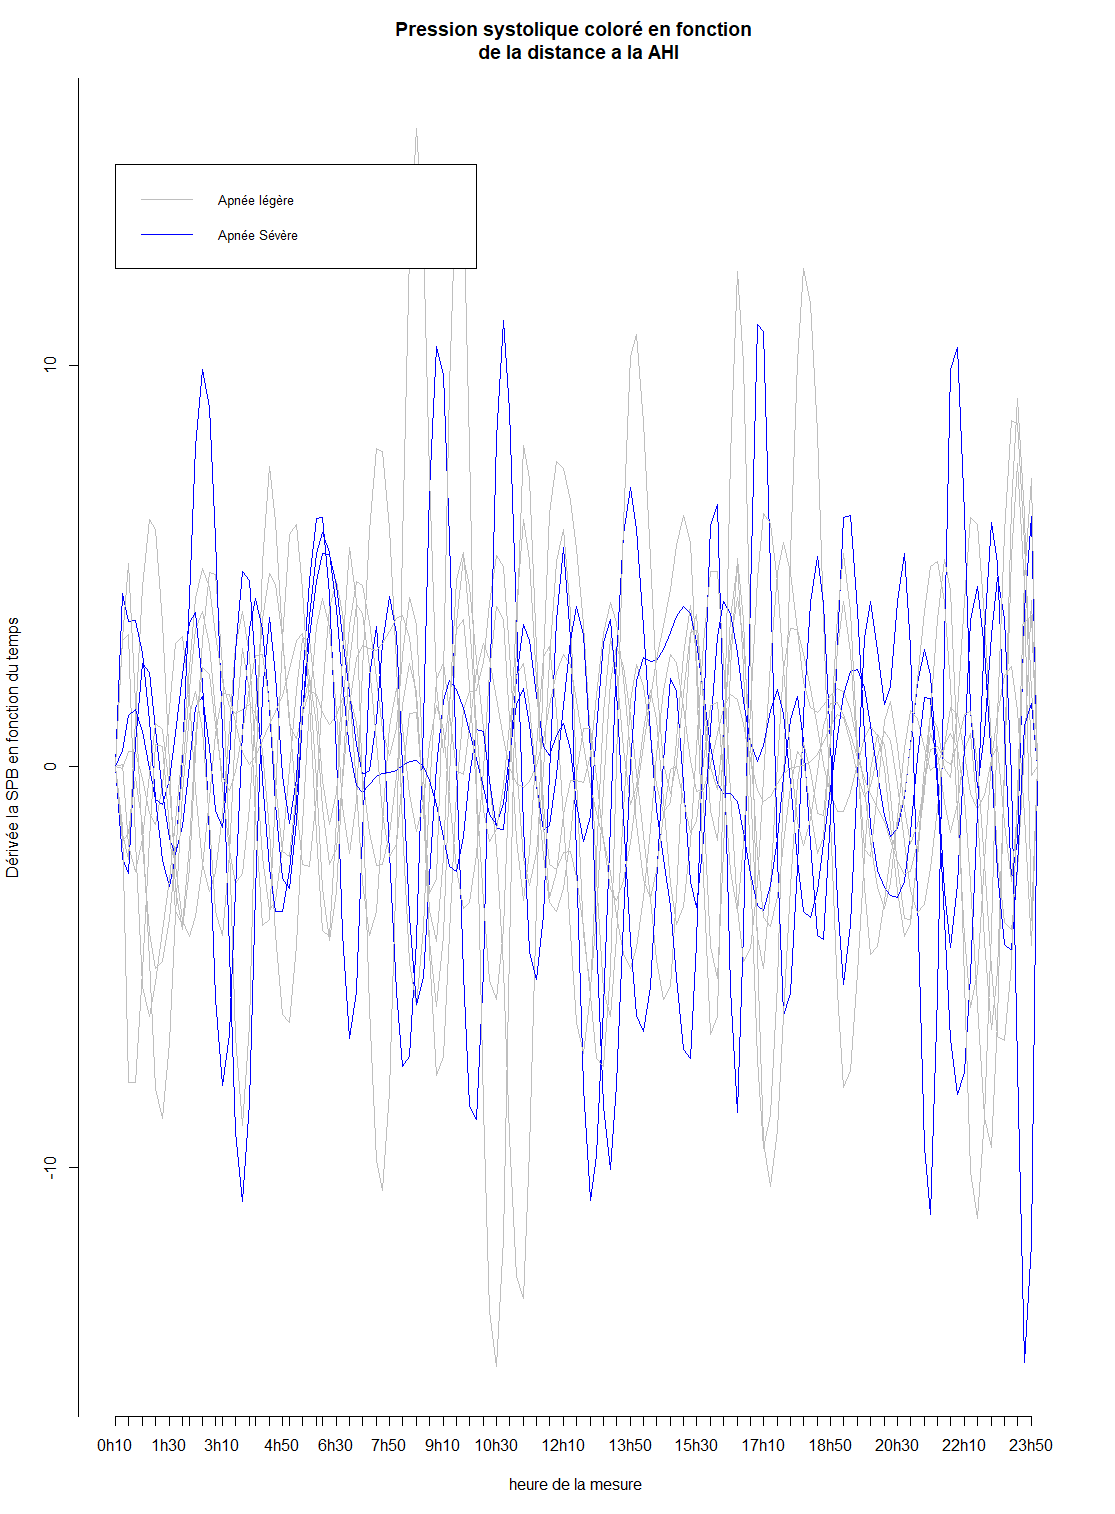 Pression systolique coloré en fonction
de la distance a la AHI
Apnée légère
Apnée Sévère
Dérivée la SPB en fonction du temps
10
0
-10
0h10 1h30 3h10 4h50 6h30 7h50 9h10 10h30 12h10 13h50 15h30 17h10 18h50 20h30 22h10 23h50
heure de la mesure